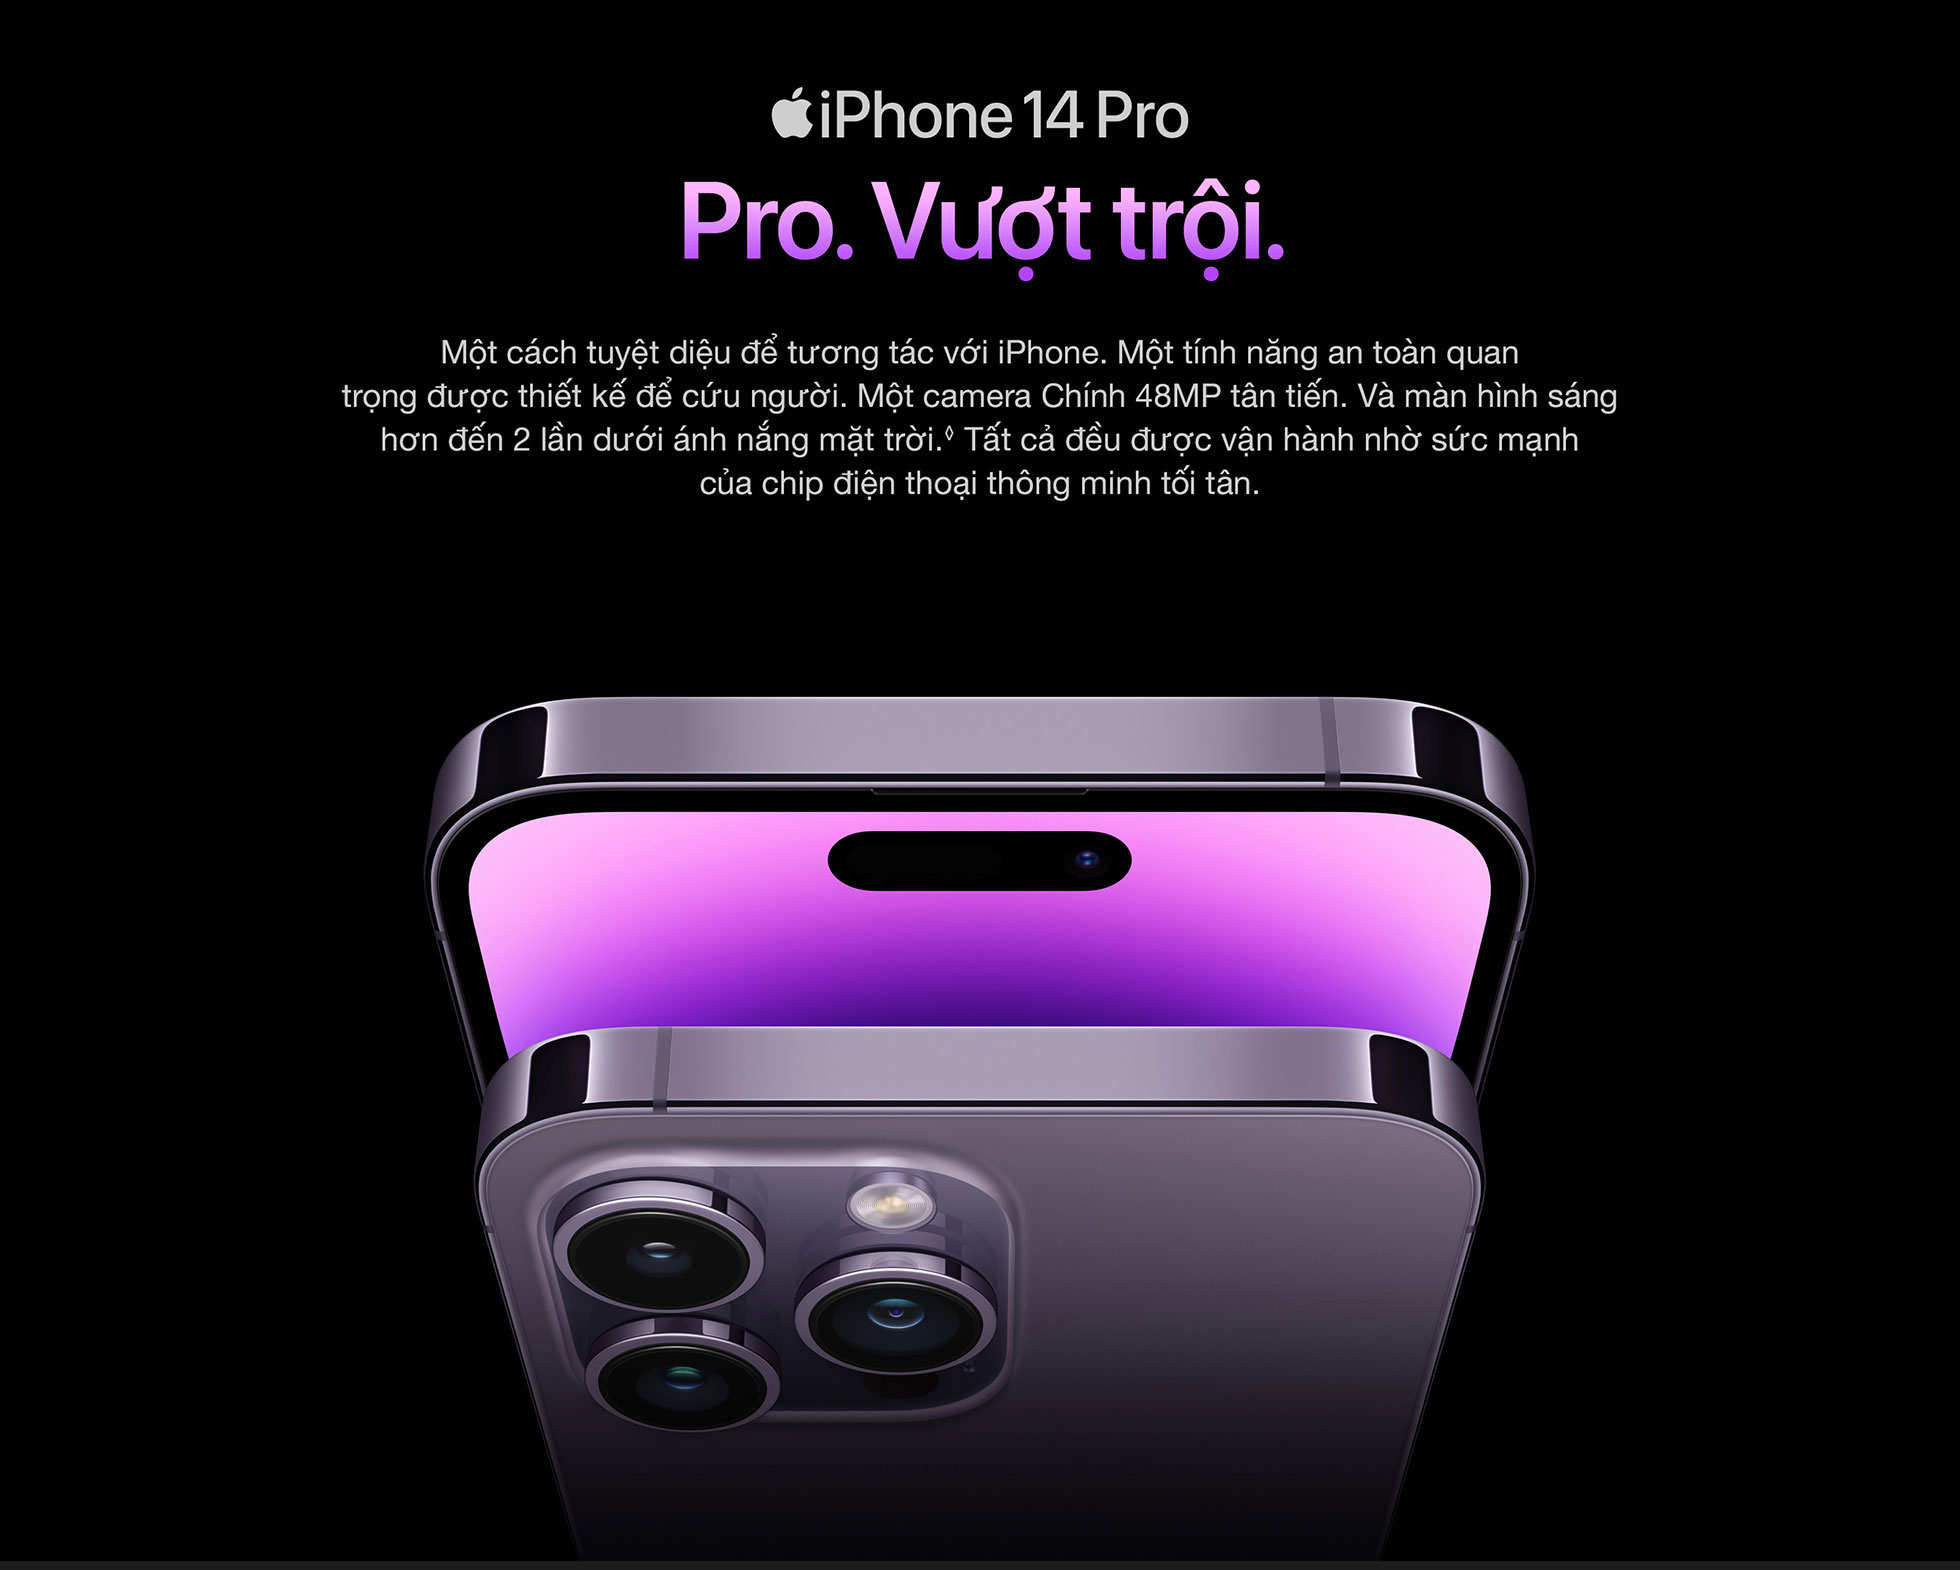 iPhone 14 Pro
Pro. Vượt trội.
Một cách tuyệt diệu để tương tác với iPhone. Một tính năng an toàn quan
trọng được thiết kế để cứu người. Một camera Chính 48MP tân tiến. Và màn hình sáng
hơn đến 2 lần dưới ánh nắng mặt trời.◊ Tất cả đều được vận hành nhờ sức mạnh
của chip điện thoại thông minh tối tân.